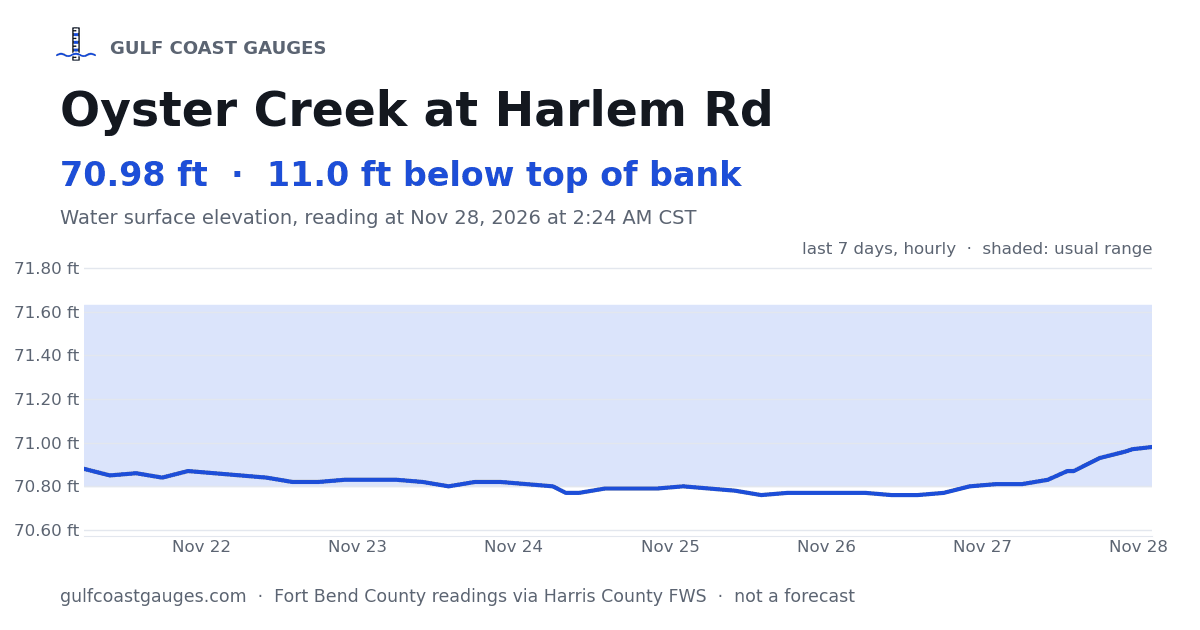 GULF COAST GAUGES
Oyster Creek at Harlem Rd
70.98 ft · 11.0 ft below top of bank
Water surface elevation, reading at Nov 28, 2026 at 2:24 AM CST
last 7 days, hourly · shaded: usual range
71.80 ft
71.60 ft
71.40 ft
71.20 ft
71.00 ft
70.80 ft
70.60 ft
Nov 22 Nov 23 Nov 24 Nov 25 Nov 26 Nov 27 Nov 28
gulfcoastgauges.com · Fort Bend County readings via Harris County FWS · not a forecast